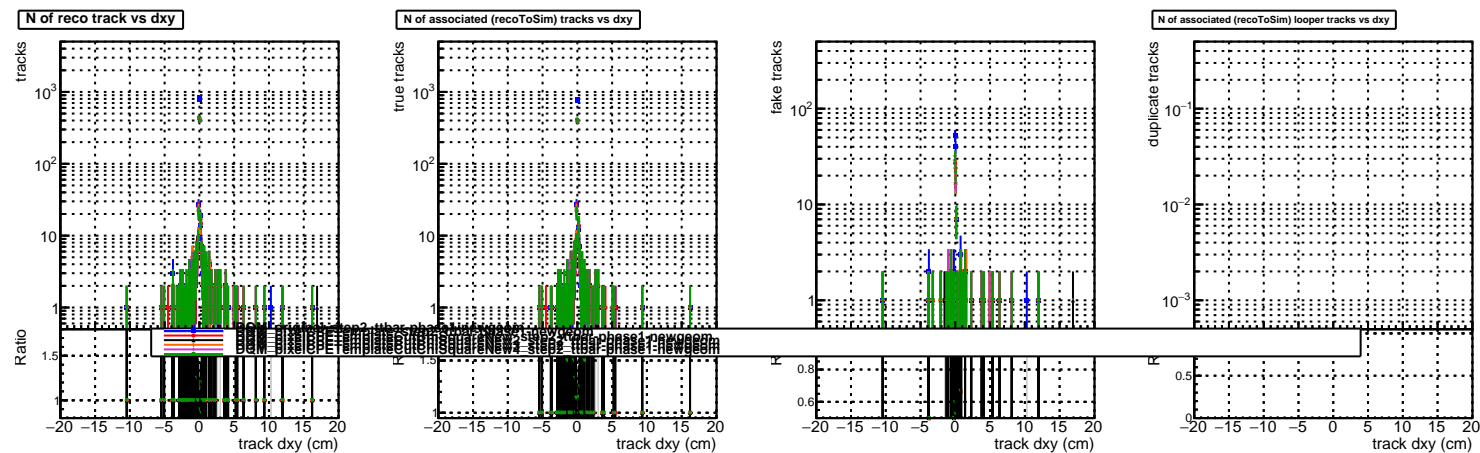 N of reco track vs dxy
N of associated (recoToSim) tracks vs dxy
N of associated (recoToSim) looper tracks vs dxy
tracks
10³
10²
10
1
Ratio
1.5
1
−20 −15 −10 −5 0 5 10 15 20
track dxy (cm)
true tracks
10³
10²
10
1
1.5
1
−20 −15 −10 −5 0 5 10 15 20
track dxy (cm)
fake tracks
10²
10
1
0.8
0.6
−20 −15 −10 −5 0 5 10 15 20
track dxy (cm)
duplicate tracks
10⁻¹
10⁻²
10⁻³
0.5
0
−20 −15 −10 −5 0 5 10 15 20
track dxy (cm)
DQM_pixelCPETemplateCutOnSquareNew4_step2_ttbar-phase1-newgeom